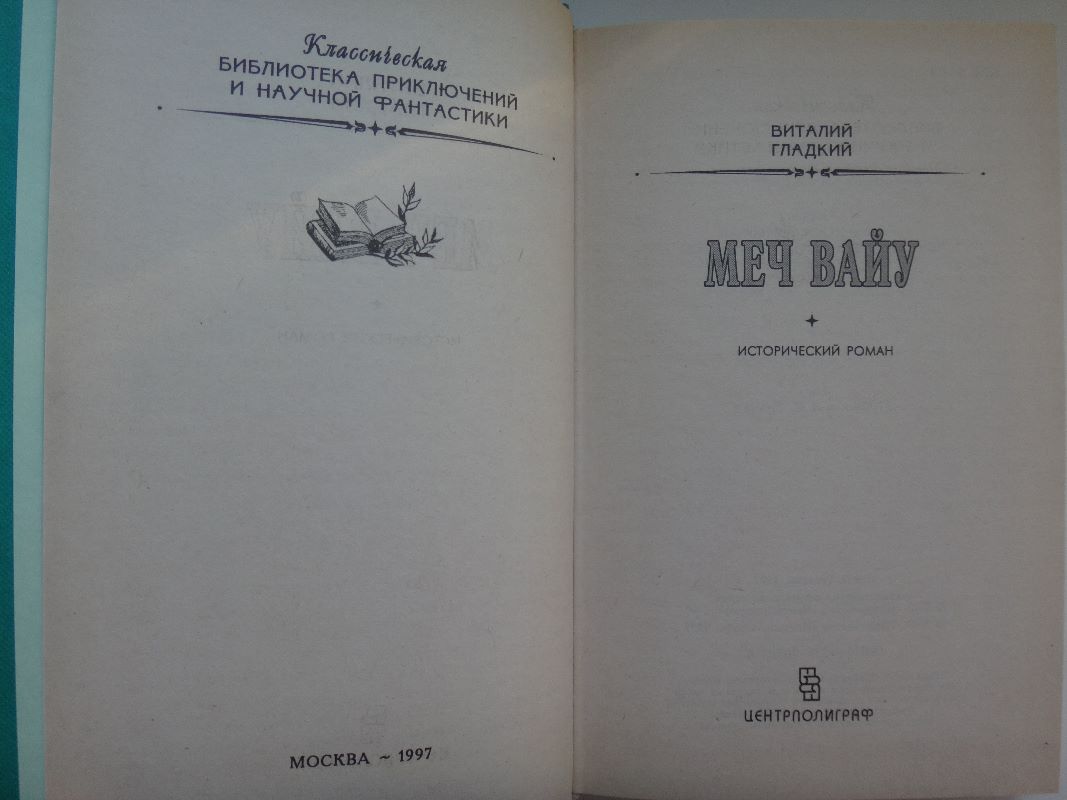 Классическая
БИБЛИОТЕКА ПРИКЛЮЧЕНИЙ
И НАУЧНОЙ ФАНТАСТИКИ
МОСКВА ~ 1997
ВИТАЛИЙ
ГЛАДКИЙ
МЕЧ ВАЙУ
ИСТОРИЧЕСКИЙ РОМАН
ЦЕНТРПОЛИГРАФ